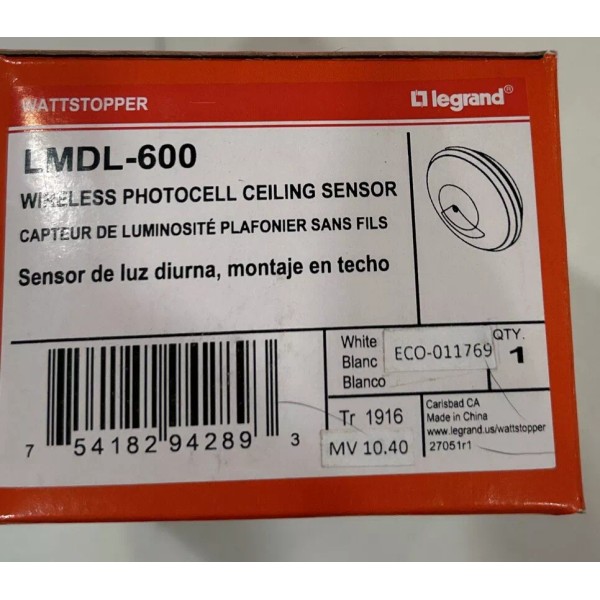 WATTSTOPPER
legrand®
LMDL-600
WIRELESS PHOTOCELL CEILING SENSOR
CAPTEUR DE LUMINOSITÉ PLAFONIER SANS FILS
Sensor de luz diurna, montaje en techo
White
Blanc
Blanco
ECO-011769
QTY.
1
7 54182 94289 3
Tr 1916
MV 10.40
Carlsbad CA
Made in China
www.legrand.us/wattstopper
27051r1